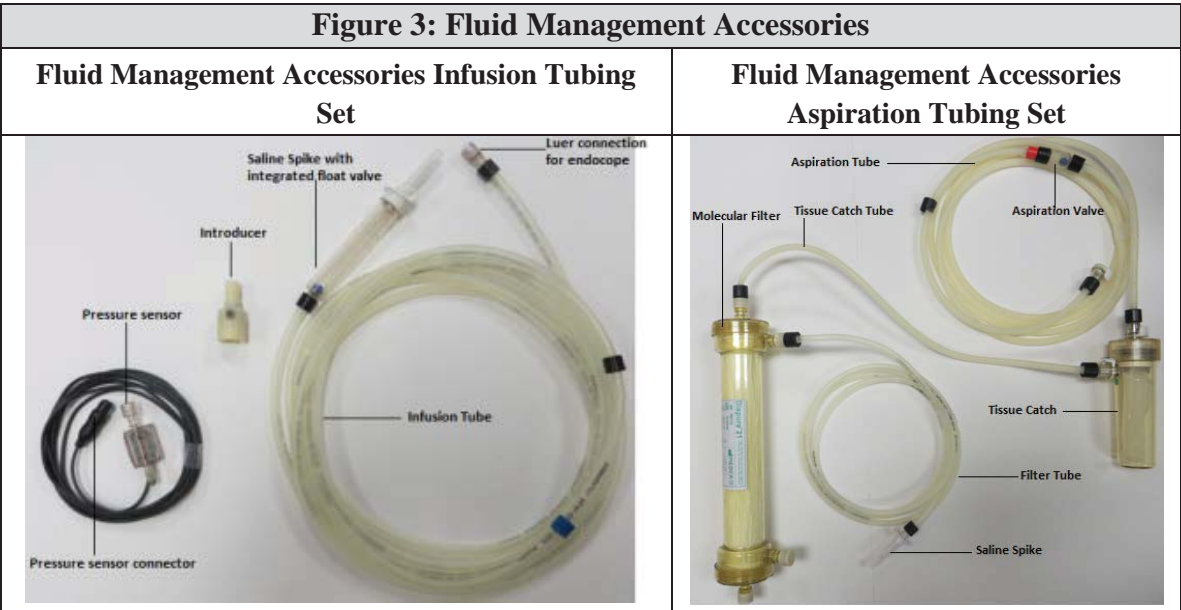 Figure 3: Fluid Management Accessories
Fluid Management Accessories Infusion Tubing
Set
Fluid Management Accessories
Aspiration Tubing Set
Luer connection
for endocope
Saline Spike with
integrated float valve
Introducer
Pressure sensor
Infusion Tube
Pressure sensor connector
Aspiration Tube
Molecular Filter
Tissue Catch Tube
Aspiration Valve
Tissue Catch
Filter Tube
Saline Spike